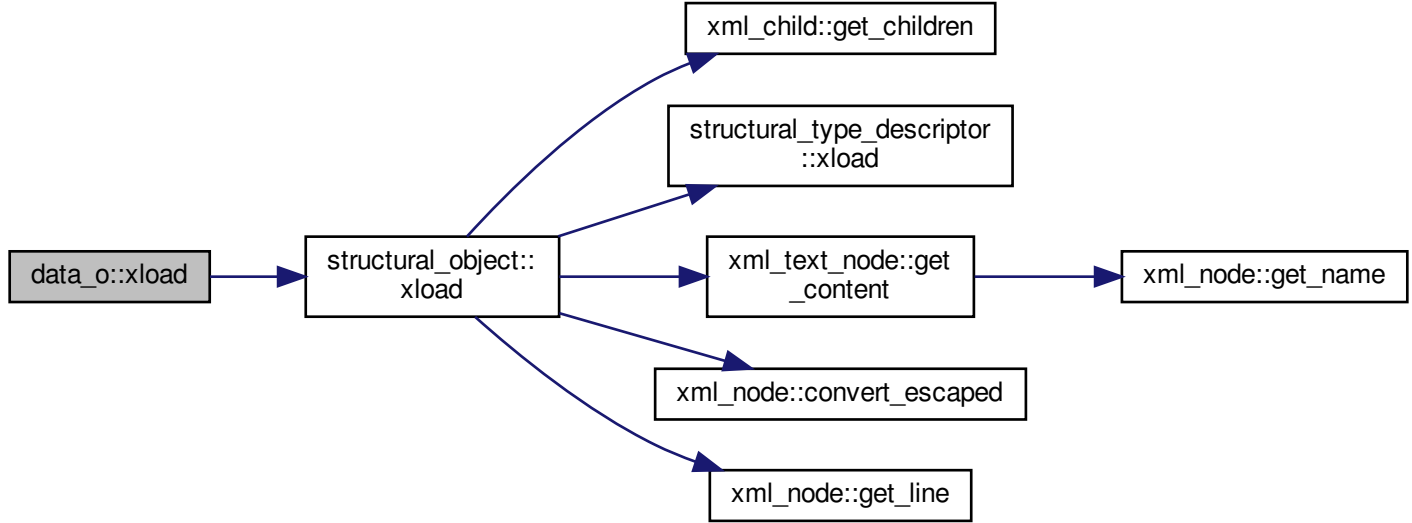 data_o::xload
structural_object::
xload
xml_child::get_children
structural_type_descriptor
::xload
xml_text_node::get
_content
xml_node::get_name
xml_node::convert_escaped
xml_node::get_line